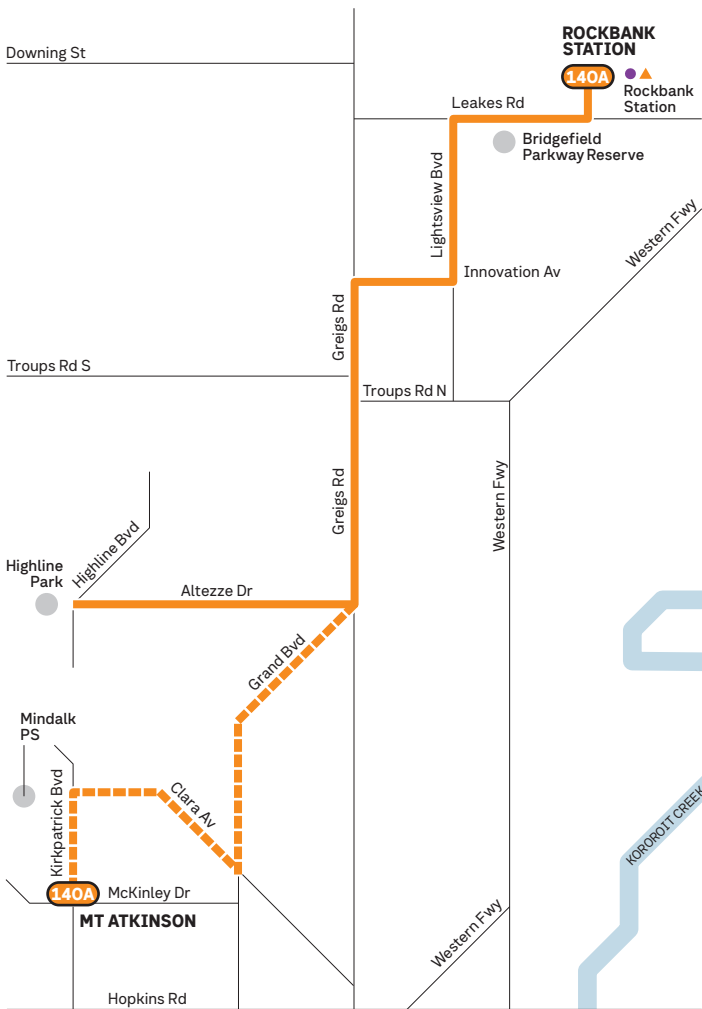 ROCKBANK
STATION
Downing St
140A
Rockbank
Station
Leakes Rd
Bridgefield
Parkway Reserve
Lightsview Bvd
Western Fwy
Innovation Av
Greigs Rd
Troups Rd S
Troups Rd N
Greigs Rd
Western Fwy
Highline Bvd
Highline
Park
Altezze Dr
Grand Bvd
Mindalk
PS
Kirkpatrick Bvd
Clara Av
KOROROIT CREEK
140A
McKinley Dr
MT ATKINSON
Western Fwy
Hopkins Rd